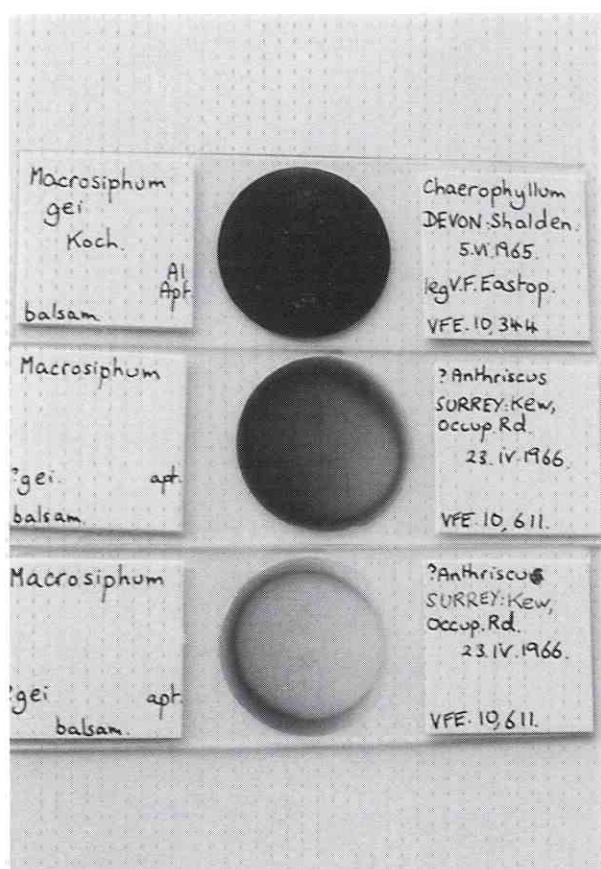 Macrosiphum
gei
Koch.
Al
Apt.
balsam
Chaerophyllum
DEVON: Shalden.
5.VI.1965.
leg V.F. Eastop.
VFE. 10,344
Macrosiphum
?gei. apt.
balsam.
?Anthriscus
SURREY: Kew,
Occup. Rd.
23. iv. 1966.
VFE. 10,611.
Macrosiphum
?gei apt.
balsam.
?Anthriscus
SURREY: Kew,
Occup. Rd.
23. IV. 1966.
VFE. 10,611.